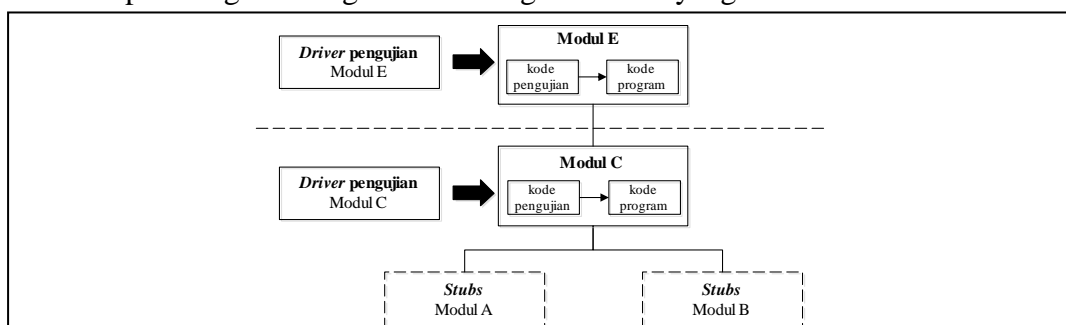 Modul E
Driver pengujian
Modul E
kode
pengujian
kode
program
Modul C
Driver pengujian
Modul C
kode
pengujian
kode
program
Stubs
Modul A
Stubs
Modul B